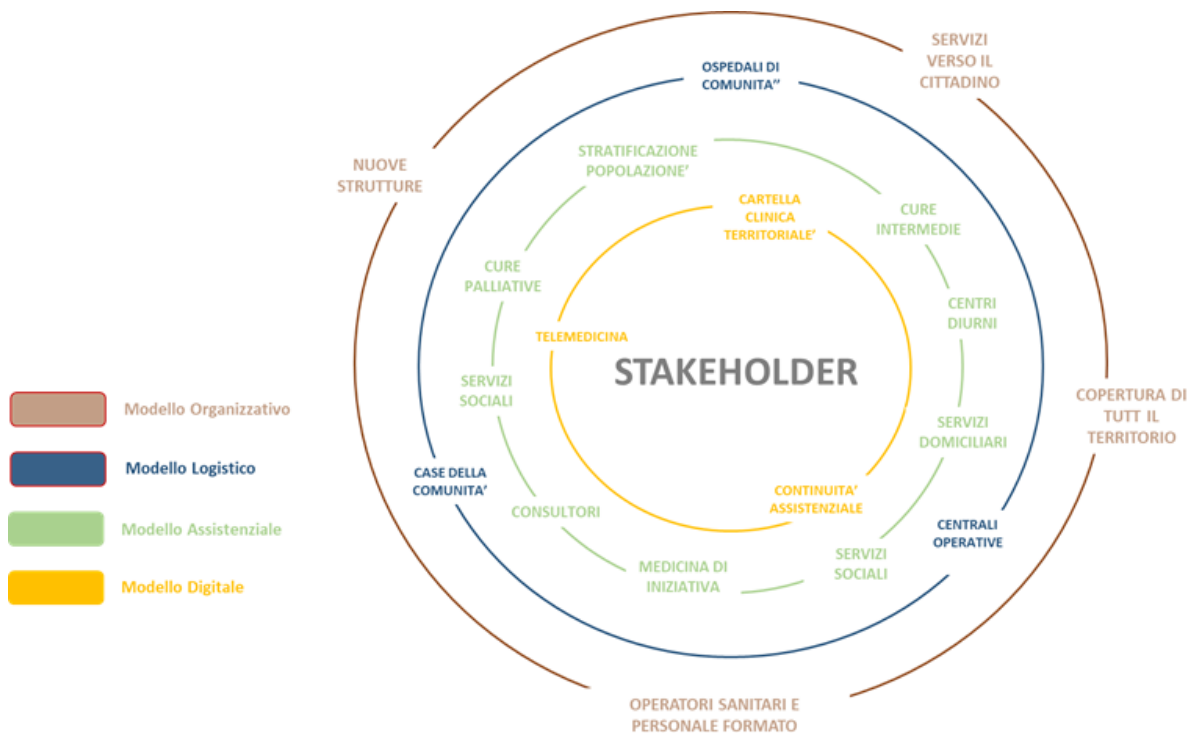 SERVIZI
VERSO IL
CITTADINO
OSPEDALI DI
COMUNITA”
STRATIFICAZIONE
POPOLAZIONE’
NUOVE
STRUTTURE
CARTELLA
CLINICA
TERRITORIALE’
CURE
INTERMEDIE
CURE
PALLIATIVE
CENTRI
DIURNI
TELEMEDICINA
STAKEHOLDER
SERVIZI
SOCIALI
COPERTURA DI
TUTT IL
TERRITORIO
SERVIZI
DOMICILIARI
CASE DELLA
COMUNITA’
CONTINUITA’
ASSISTENZIALE
CONSULTORI
CENTRALI
OPERATIVE
SERVIZI
SOCIALI
MEDICINA DI
INIZIATIVA
OPERATORI SANITARI E
PERSONALE FORMATO
Modello Organizzativo
Modello Logistico
Modello Assistenziale
Modello Digitale